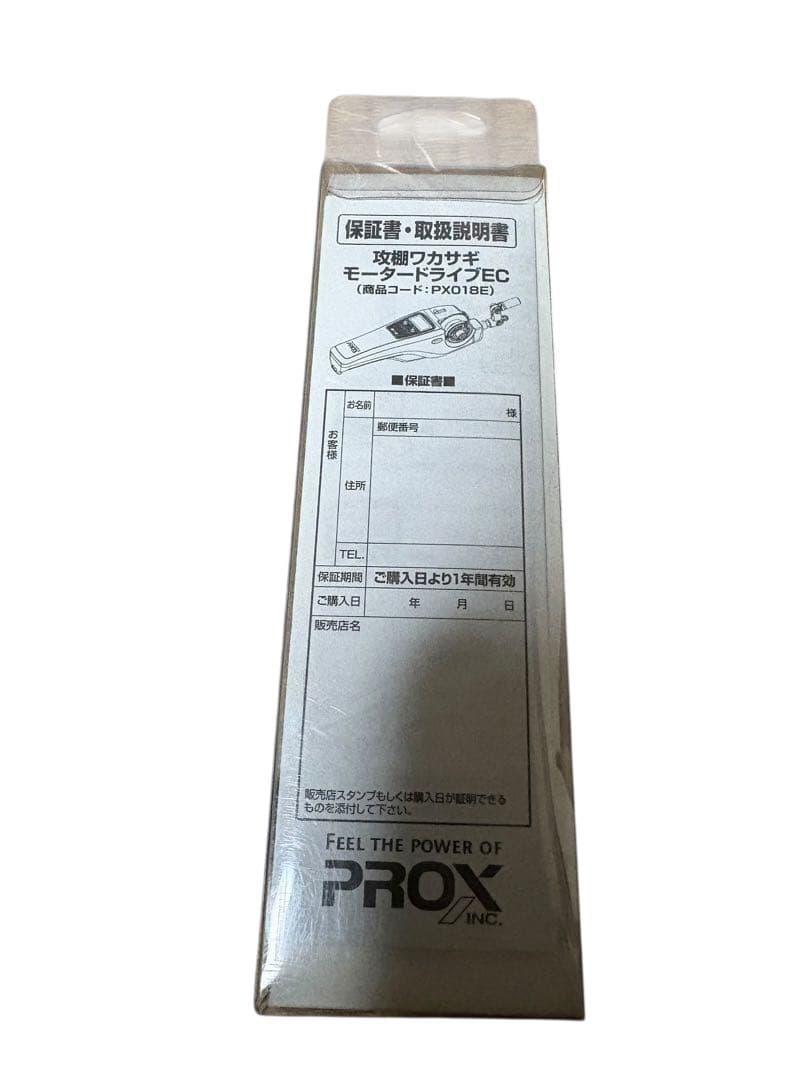 保証書・取扱説明書
攻棚ワカサギ
モータードライブEC
(商品コード:PX018E)
■保証書■
お客様
お名前
様
郵便番号
住所
TEL.
保証期間 ご購入日より1年間有効
ご購入日 年 月 日
販売店名
販売店スタンプもしくは購入日が証明できる
ものを添付して下さい。
FEEL THE POWER OF
PROX
INC.